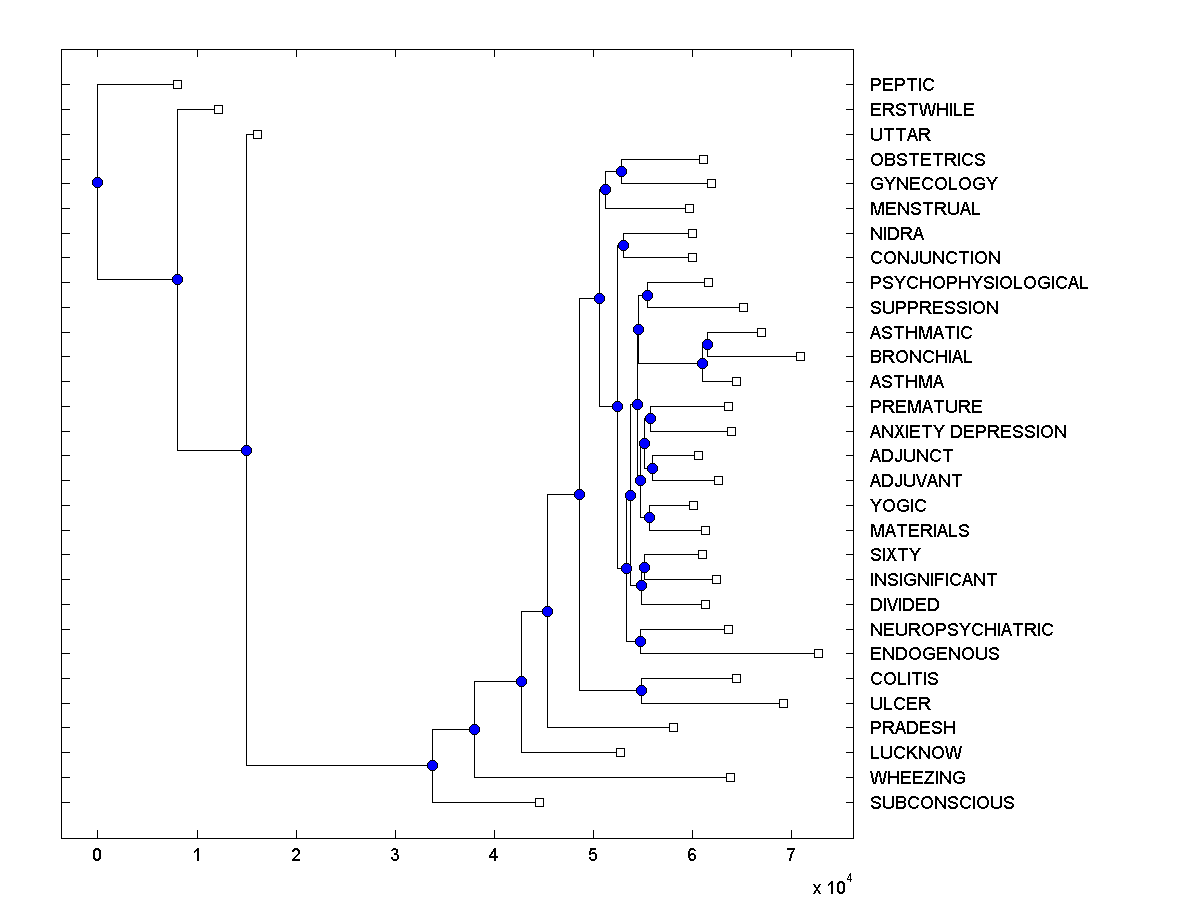 PEPTIC
ERSTWHILE
UTTAR
OBSTETRICS
GYNECOLOGY
MENSTRUAL
NIDRA
CONJUNCTION
PSYCHOPHYSIOLOGICAL
SUPPRESSION
ASTHMATIC
BRONCHIAL
ASTHMA
PREMATURE
ANXIETY DEPRESSION
ADJUNCT
ADJUVANT
YOGIC
MATERIALS
SIXTY
INSIGNIFICANT
DIVIDED
NEUROPSYCHIATRIC
ENDOGENOUS
COLITIS
ULCER
PRADESH
LUCKNOW
WHEEZING
SUBCONSCIOUS
0 1 2 3 4 5 6 7
x 10^4